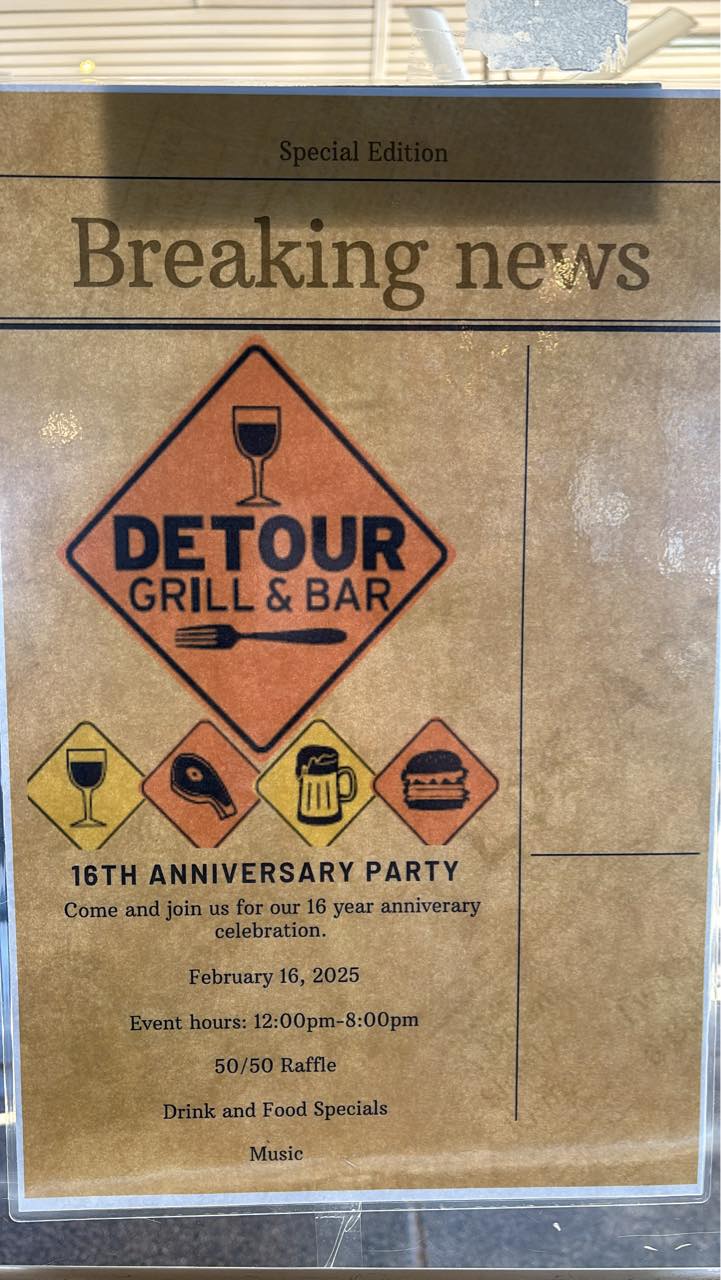 Special Edition
Breaking news
DETOUR
GRILL & BAR
16TH ANNIVERSARY PARTY
Come and join us for our 16 year anniverary
celebration.
February 16, 2025
Event hours: 12:00pm-8:00pm
50/50 Raffle
Drink and Food Specials
Music